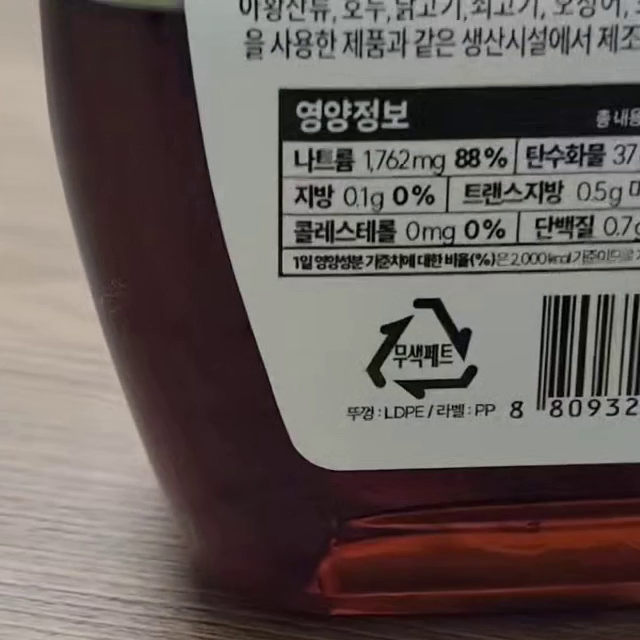 아황산류, 호두, 닭고기, 쇠고기, 오징어,
을 사용한 제품과 같은 생산시설에서 제조
영양정보 총 내용
나트륨 1,762mg 88% 탄수화물 37
지방 0.1g 0% 트랜스지방 0.5g 미
콜레스테롤 0mg 0% 단백질 0.7g
1일 영양성분 기준치에 대한 비율(%)은 2,000kcal 기준이므로
무색페트
뚜껑 : LDPE / 라벨 : PP
8 80932